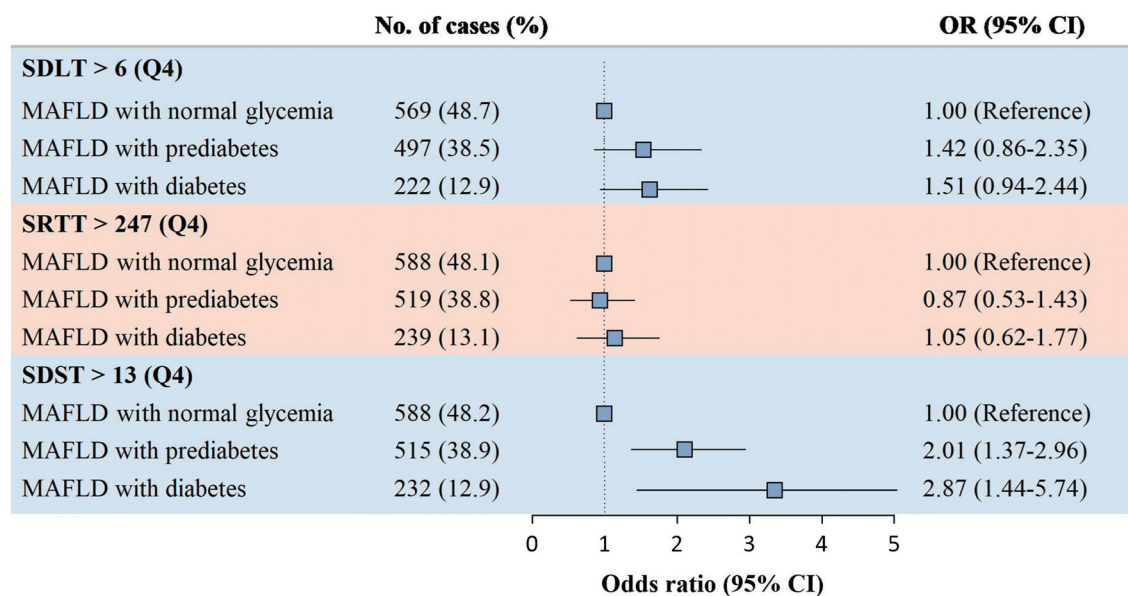 No. of cases (%) OR (95% CI)
SDLT > 6 (Q4)
MAFLD with normal glycemia 569 (48.7) 1.00 (Reference)
MAFLD with prediabetes 497 (38.5) 1.42 (0.86-2.35)
MAFLD with diabetes 222 (12.9) 1.51 (0.94-2.44)
SRTT > 247 (Q4)
MAFLD with normal glycemia 588 (48.1) 1.00 (Reference)
MAFLD with prediabetes 519 (38.8) 0.87 (0.53-1.43)
MAFLD with diabetes 239 (13.1) 1.05 (0.62-1.77)
SDST > 13 (Q4)
MAFLD with normal glycemia 588 (48.2) 1.00 (Reference)
MAFLD with prediabetes 515 (38.9) 2.01 (1.37-2.96)
MAFLD with diabetes 232 (12.9) 2.87 (1.44-5.74)
0 1 2 3 4 5
Odds ratio (95% CI)